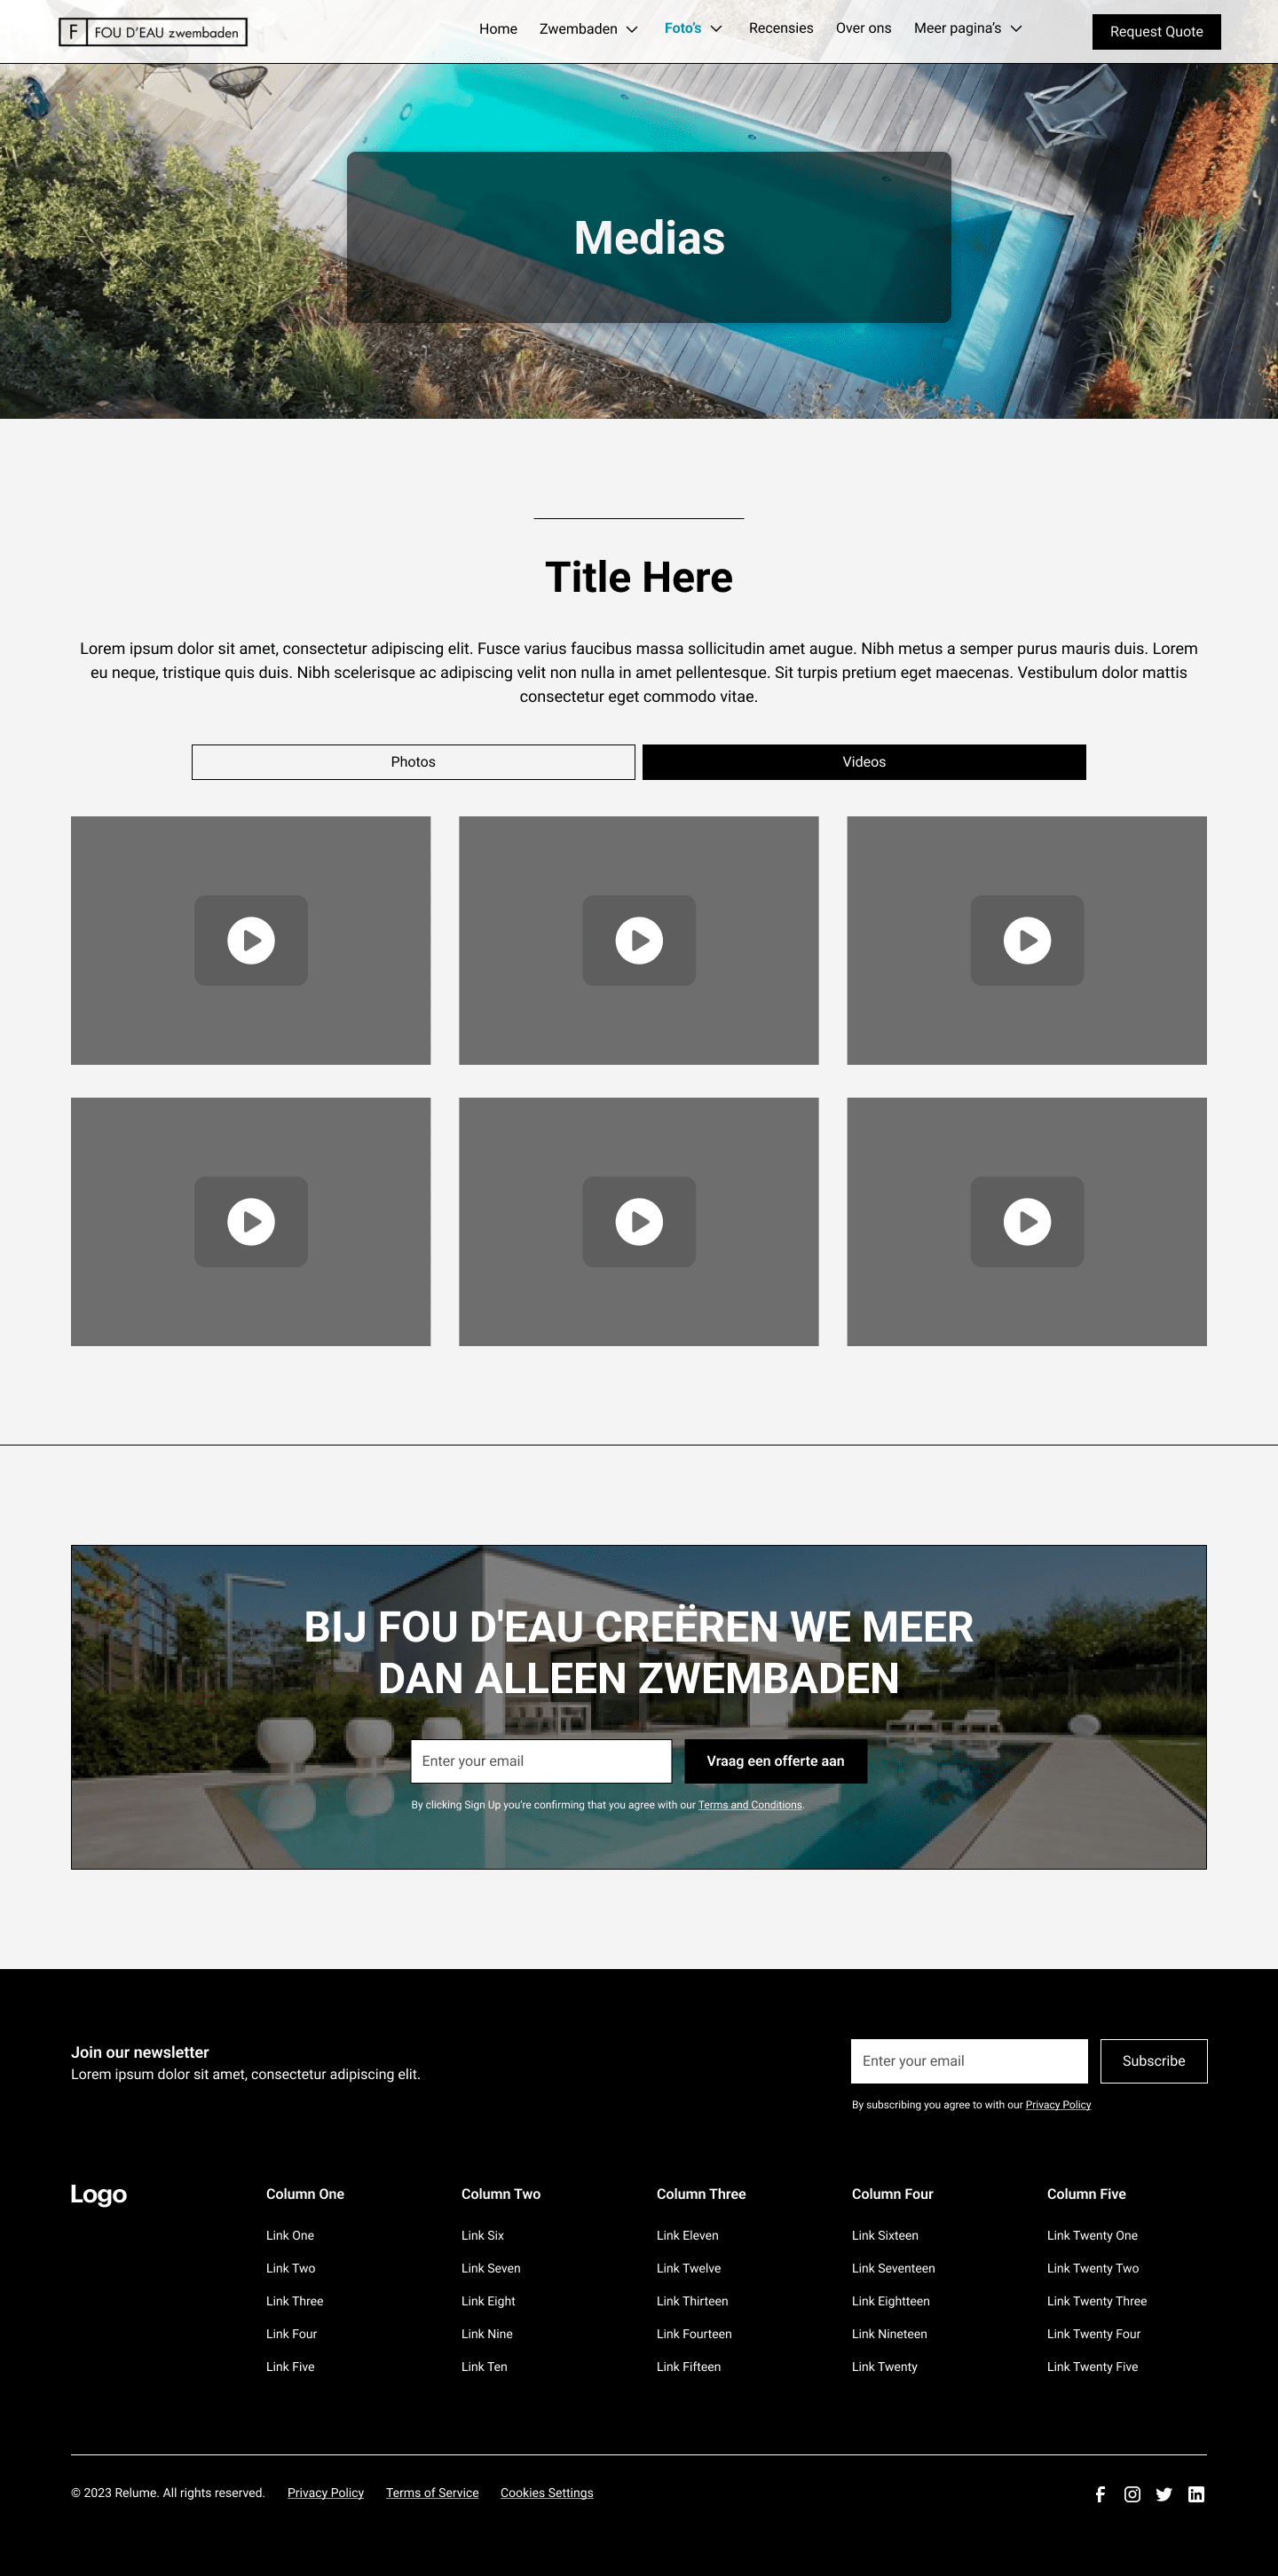 F FOU D'EAU zwembaden
Home Zwembaden Foto's Recensies Over ons Meer pagina's Request Quote
Medias
Title Here
Lorem ipsum dolor sit amet, consectetur adipiscing elit. Fusce varius faucibus massa sollicitudin amet augue. Nibh metus a semper purus mauris duis. Lorem
eu neque, tristique quis duis. Nibh scelerisque ac adipiscing velit non nulla in amet pellentesque. Sit turpis pretium eget maecenas. Vestibulum dolor mattis
consectetur eget commodo vitae.
Photos Videos
BIJ FOU D'EAU CREËREN WE MEER
DAN ALLEEN ZWEMBADEN
Enter your email Vraag een offerte aan
By clicking Sign Up you're confirming that you agree with our Terms and Conditions.
Join our newsletter
Lorem ipsum dolor sit amet, consectetur adipiscing elit.
Enter your email Subscribe
By subscribing you agree to with our Privacy Policy
Logo
Column One
Link One
Link Two
Link Three
Link Four
Link Five
Column Two
Link Six
Link Seven
Link Eight
Link Nine
Link Ten
Column Three
Link Eleven
Link Twelve
Link Thirteen
Link Fourteen
Link Fifteen
Column Four
Link Sixteen
Link Seventeen
Link Eightteen
Link Nineteen
Link Twenty
Column Five
Link Twenty One
Link Twenty Two
Link Twenty Three
Link Twenty Four
Link Twenty Five
© 2023 Relume. All rights reserved. Privacy Policy Terms of Service Cookies Settings